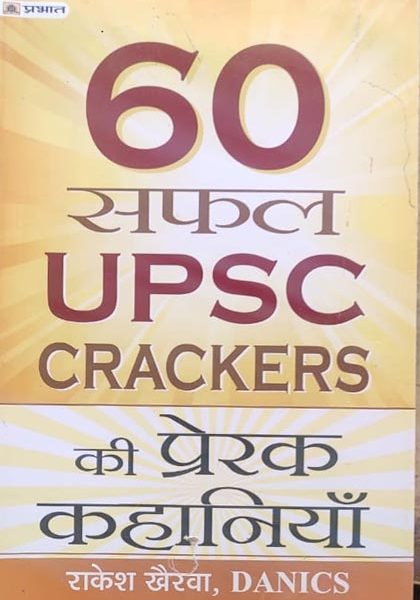 प्रभात
60
सफल
UPSC
CRACKERS
की प्रेरक
कहानियाँ
राकेश खैरवा, DANICS